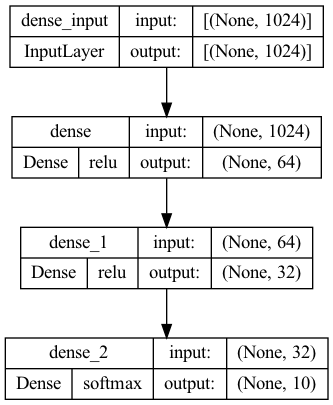 dense_input input: [(None, 1024)]
InputLayer output: [(None, 1024)]
dense input: (None, 1024)
Dense relu output: (None, 64)
dense_1 input: (None, 64)
Dense relu output: (None, 32)
dense_2 input: (None, 32)
Dense softmax output: (None, 10)